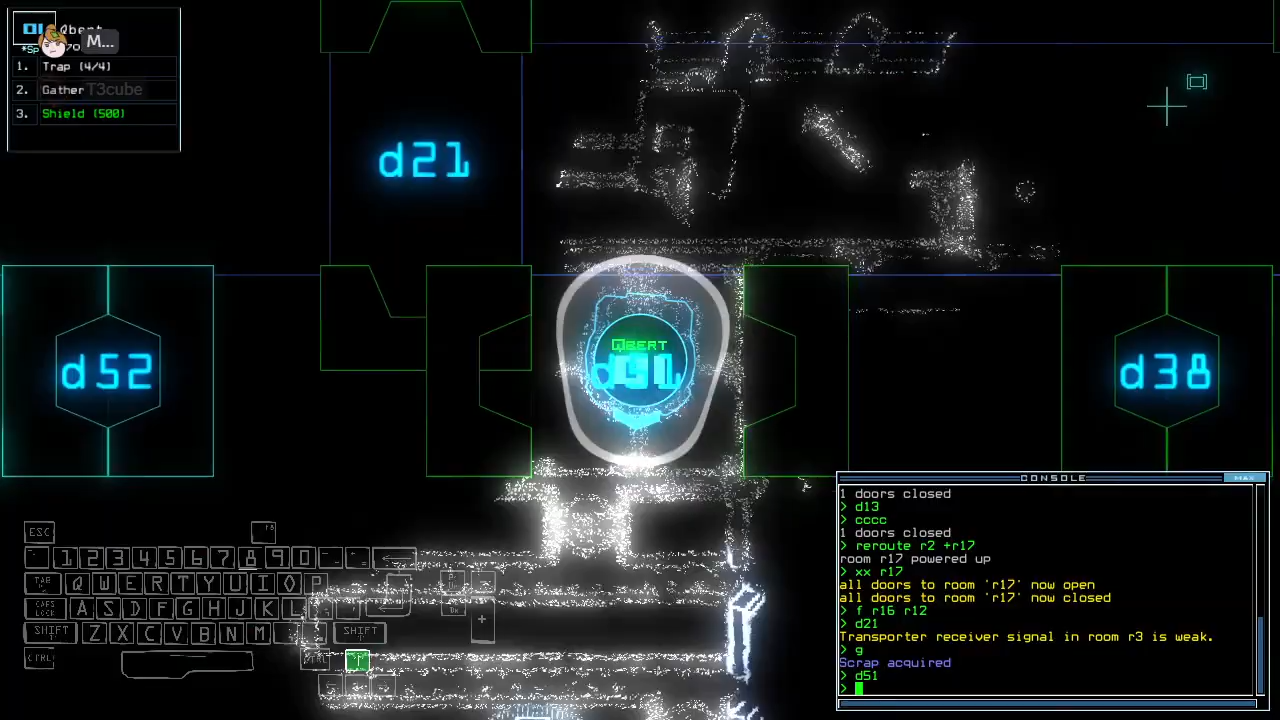 Qbert
M...
1. Trap (4/4)
2. Gather T3cube
3. Shield (500)
d21
d52
QBERT
d51
d38
CONSOLE
MAX
1 doors closed
> d13
> cccc
1 doors closed
> reroute r2 +r17
room r17 powered up
> xx r17
all doors to room 'r17' now open
all doors to room 'r17' now closed
> f r16 r12
> d21
Transporter receiver signal in room r3 is weak.
> g
Scrap acquired
> d51
>
ESC
1 2 3 4 5 6 7 8 9 0 - =
TAB Q W E R T Y U I O P
CAPS LOCK A S D F G H J K L
SHIFT Z X C V B N M SHIFT
CTRL CTRL